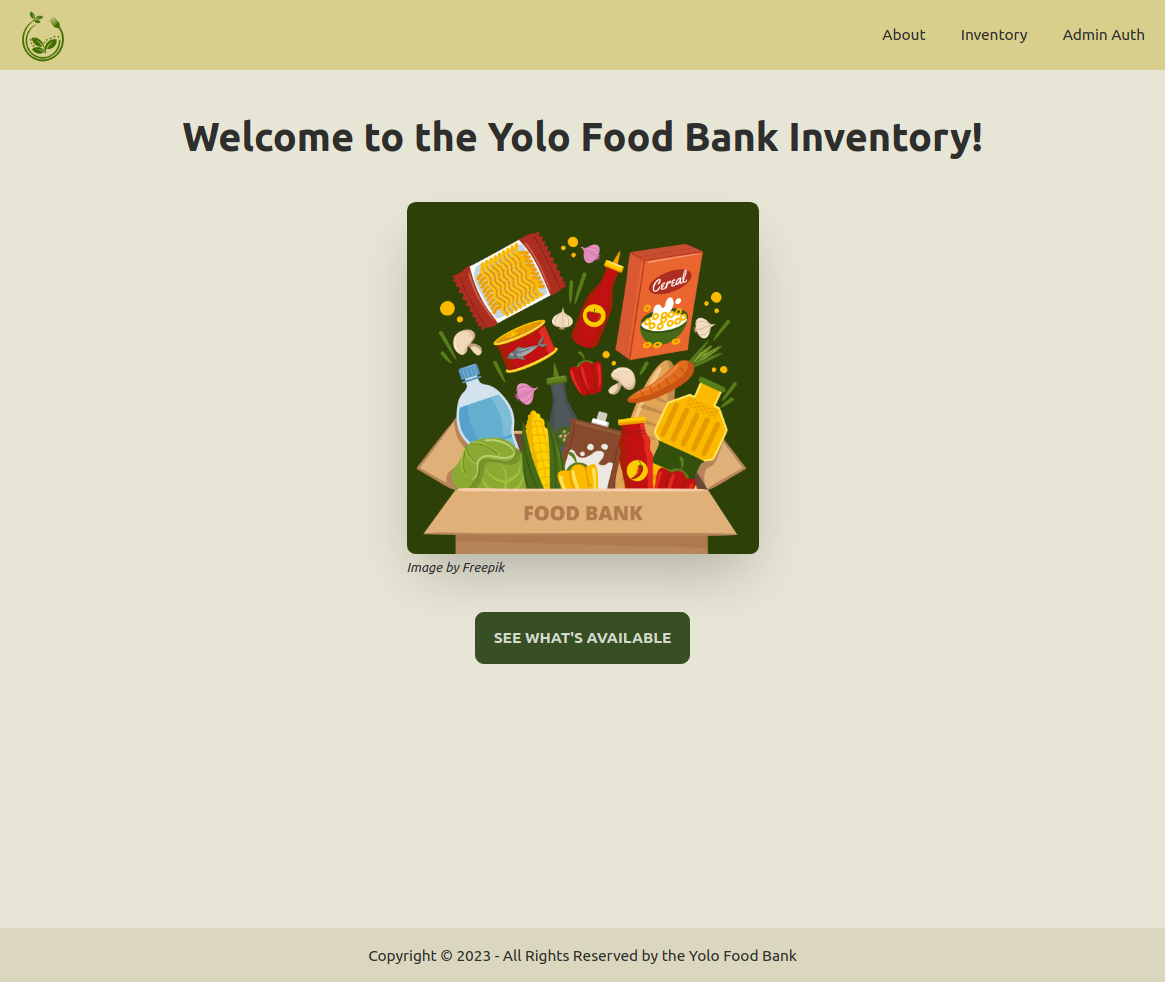 About
Inventory
Admin Auth
Welcome to the Yolo Food Bank Inventory!
Cereal
FOOD BANK
Image by Freepik
SEE WHAT'S AVAILABLE
Copyright © 2023 - All Rights Reserved by the Yolo Food Bank